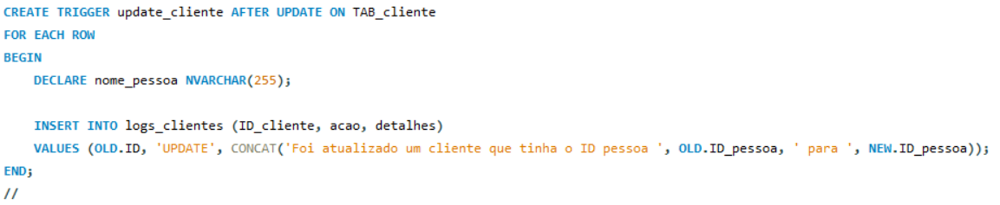 CREATE TRIGGER update_cliente AFTER UPDATE ON TAB_cliente
FOR EACH ROW
BEGIN
    DECLARE nome_pessoa NVARCHAR(255);

    INSERT INTO logs_clientes (ID_cliente, acao, detalhes)
    VALUES (OLD.ID, 'UPDATE', CONCAT('Foi atualizado um cliente que tinha o ID pessoa ', OLD.ID_pessoa, ' para ', NEW.ID_pessoa));
END;
//